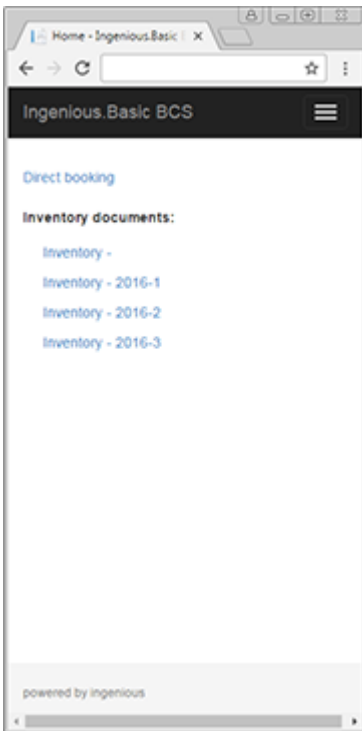 Home - Ingenious.Basic
Ingenious.Basic BCS
Direct booking
Inventory documents:
Inventory -
Inventory - 2016-1
Inventory - 2016-2
Inventory - 2016-3
powered by ingenious